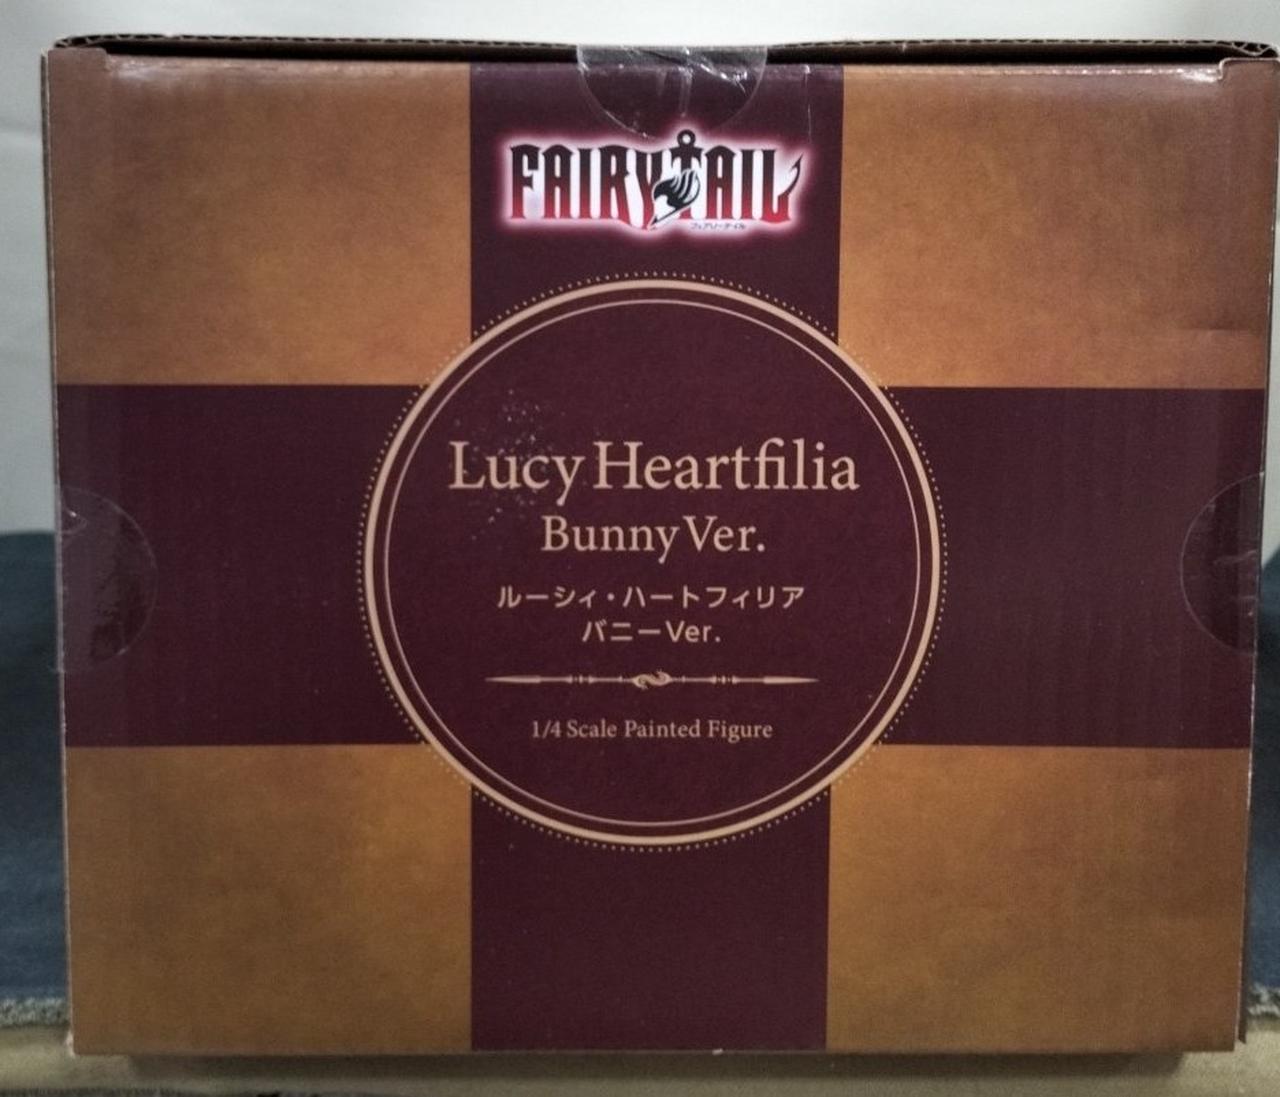 FAIRY TAIL
フェアリーテイル
Lucy Heartfilia
Bunny Ver.
ルーシィ・ハートフィリア
バニーVer.
1/4 Scale Painted Figure